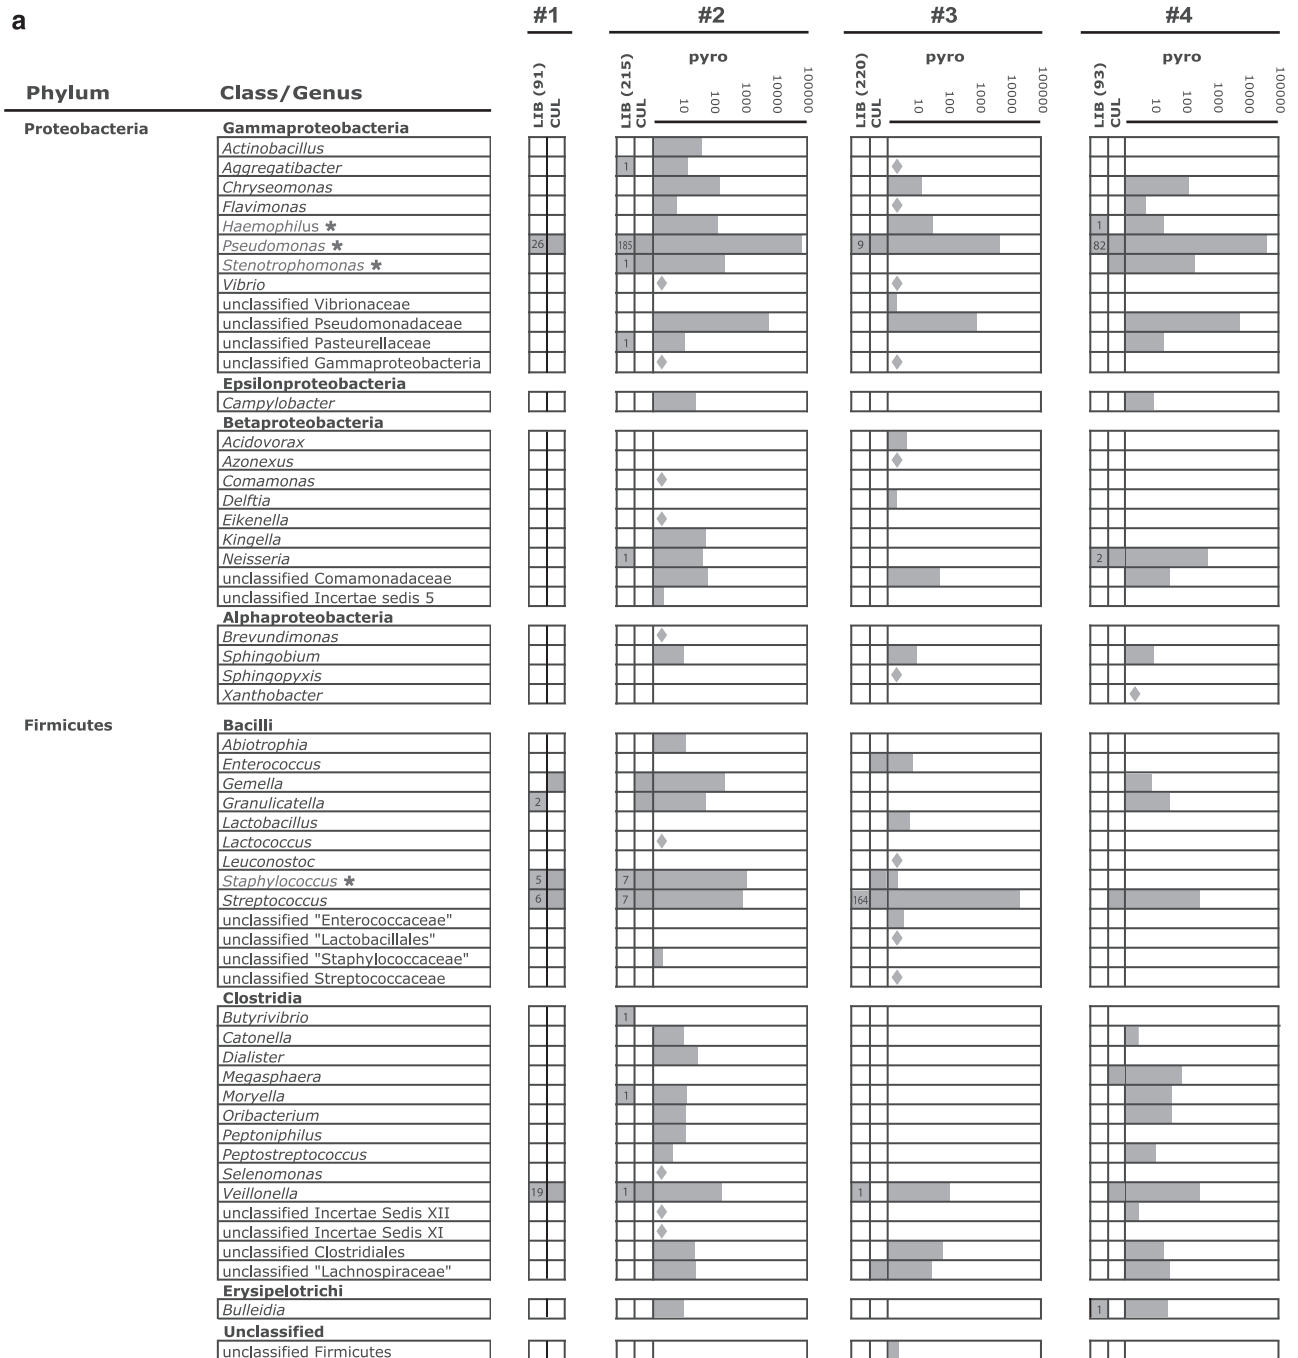 a
#1 #2 #3 #4
pyro pyro pyro
LIB (91) CUL LIB (215) CUL 10 100 1000 100000 1000000 LIB (220) CUL 10 100 1000 100000 1000000 LIB (93) CUL 10 100 1000 100000 1000000
Phylum Class/Genus
Proteobacteria Gammaproteobacteria
Actinobacillus
Aggregatibacter 1
Chryseomonas
Flavimonas
Haemophilus * 1
Pseudomonas * 26 185 9 82
Stenotrophomonas * 1
Vibrio
unclassified Vibrionaceae
unclassified Pseudomonadaceae
unclassified Pasteurellaceae 1
unclassified Gammaproteobacteria
Epsilonproteobacteria
Campylobacter
Betaproteobacteria
Acidovorax
Azonexus
Comamonas
Delftia
Eikenella
Kingella
Neisseria 1 2
unclassified Comamonadaceae
unclassified Incertae sedis 5
Alphaproteobacteria
Brevundimonas
Sphingobium
Sphingopyxis
Xanthobacter
Firmicutes Bacilli
Abiotrophia
Enterococcus
Gemella
Granulicatella 2
Lactobacillus
Lactococcus
Leuconostoc
Staphylococcus * 5 7
Streptococcus 6 7 164
unclassified "Enterococcaceae"
unclassified "Lactobacillales"
unclassified "Staphylococcaceae"
unclassified Streptococcaceae
Clostridia
Butyrivibrio 1
Catonella
Dialister
Megasphaera
Moryella 1
Oribacterium
Peptoniphilus
Peptostreptococcus
Selenomonas
Veillonella 19 1 1
unclassified Incertae Sedis XII
unclassified Incertae Sedis XI
unclassified Clostridiales
unclassified "Lachnospiraceae"
Erysipelotrichi
Bulleidia 1
Unclassified
unclassified Firmicutes